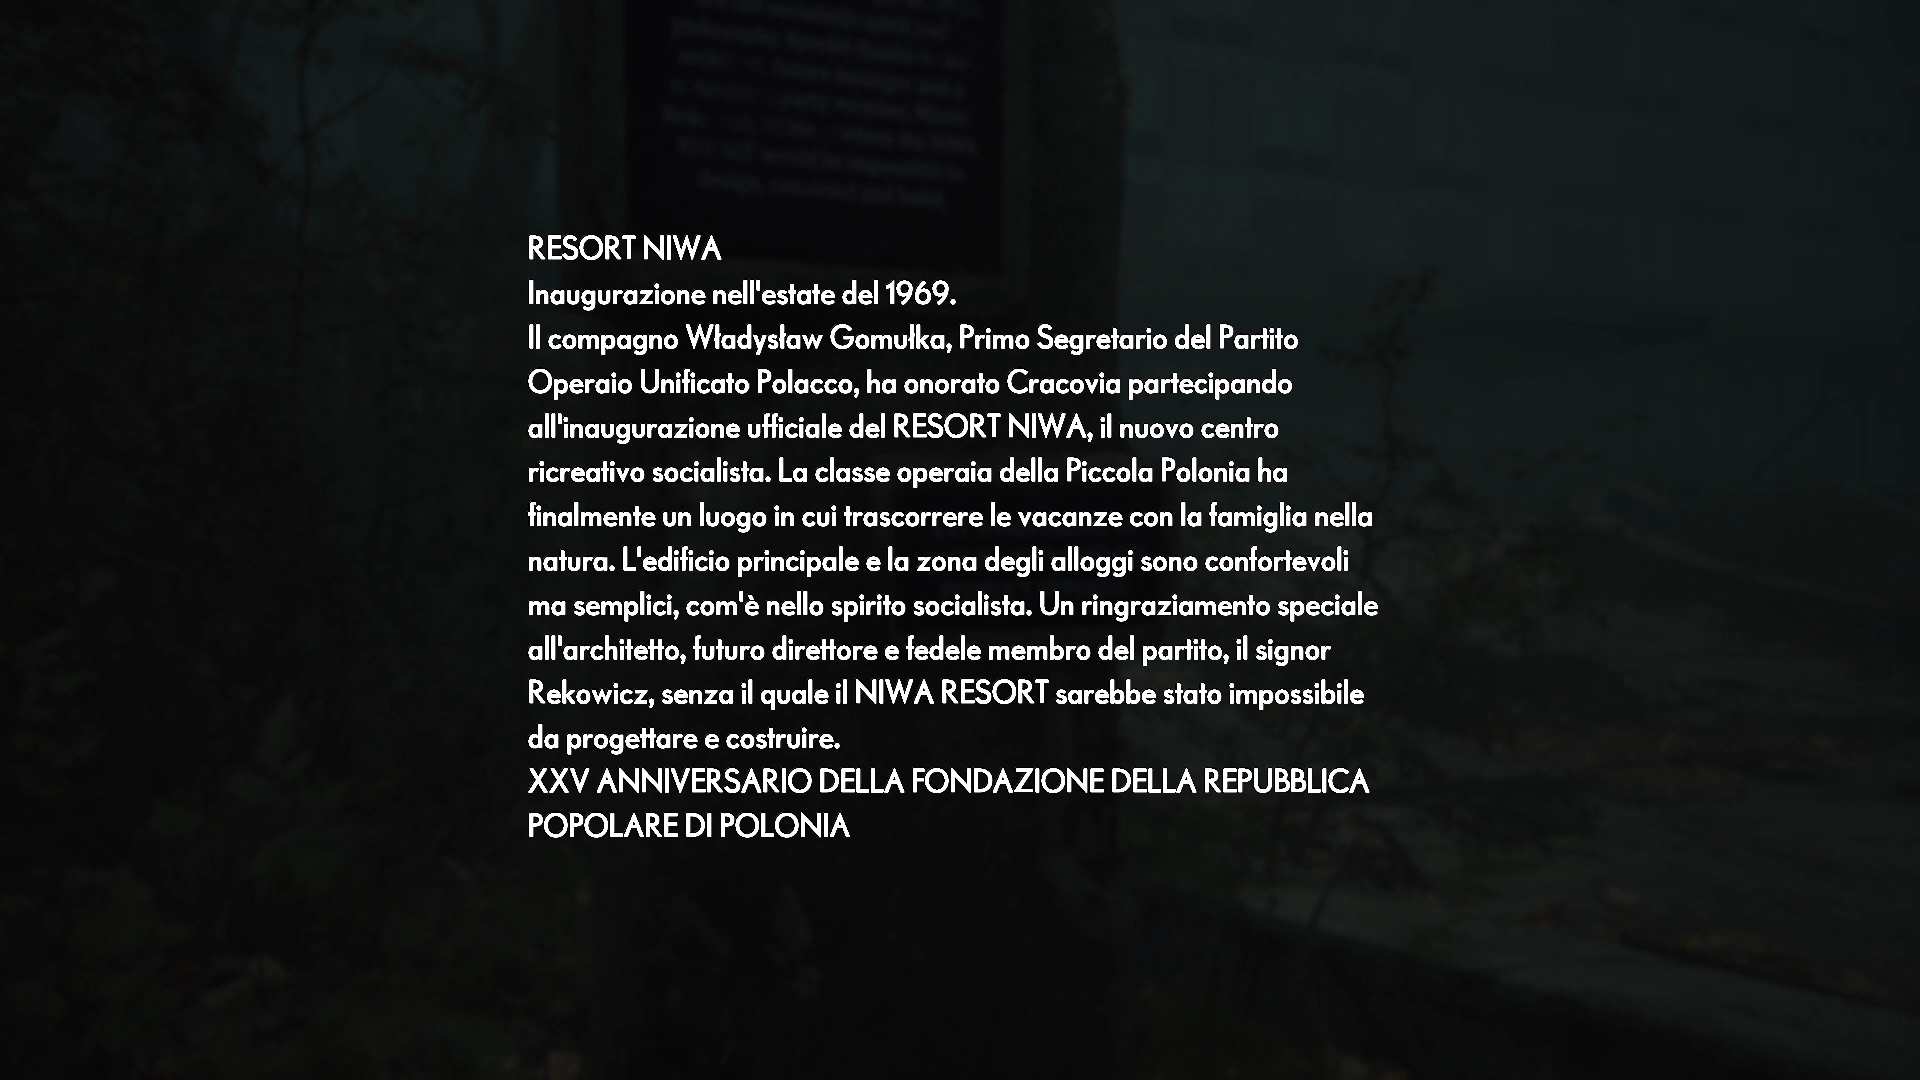 RESORT NIWA
Inaugurazione nell'estate del 1969.
Il compagno Władysław Gomułka, Primo Segretario del Partito
Operaio Unificato Polacco, ha onorato Cracovia partecipando
all'inaugurazione ufficiale del RESORT NIWA, il nuovo centro
ricreativo socialista. La classe operaia della Piccola Polonia ha
finalmente un luogo in cui trascorrere le vacanze con la famiglia nella
natura. L'edificio principale e la zona degli alloggi sono confortevoli
ma semplici, com'è nello spirito socialista. Un ringraziamento speciale
all'architetto, futuro direttore e fedele membro del partito, il signor
Rekowicz, senza il quale il NIWA RESORT sarebbe stato impossibile
da progettare e costruire.
XXV ANNIVERSARIO DELLA FONDAZIONE DELLA REPUBBLICA
POPOLARE DI POLONIA